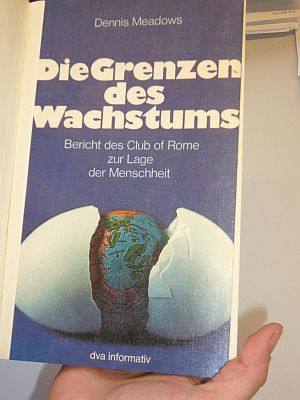 Dennis Meadows
Die Grenzen
des
Wachstums
Bericht des Club of Rome
zur Lage
der Menschheit
dva informativ